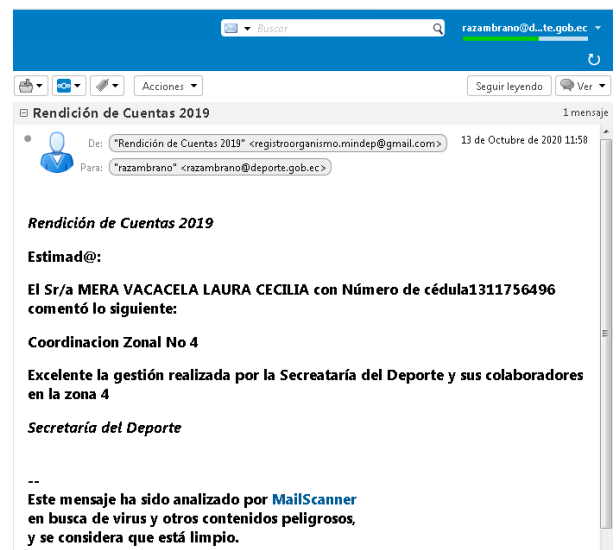 Buscar
razambrano@d...te.gob.ec
Acciones
Seguir leyendo
Ver
Rendición de Cuentas 2019
1 mensaje
De: "Rendición de Cuentas 2019" <registroorganismo.mindep@gmail.com>
13 de Octubre de 2020 11:58
Para: "razambrano" <razambrano@deporte.gob.ec>
Rendición de Cuentas 2019
Estimad@:
El Sr/a MERA VACACELA LAURA CECILIA con Número de cédula1311756496
comentó lo siguiente:
Coordinacion Zonal No 4
Excelente la gestión realizada por la Secreataría del Deporte y sus colaboradores
en la zona 4
Secretaría del Deporte
--
Este mensaje ha sido analizado por MailScanner
en busca de virus y otros contenidos peligrosos,
y se considera que está limpio.